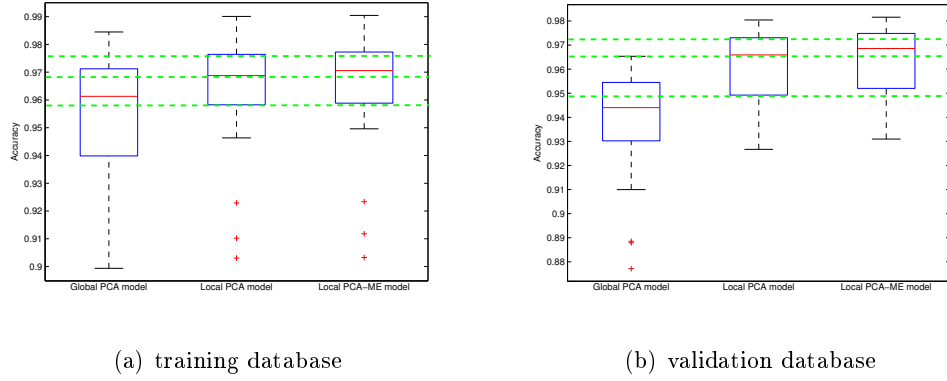 0.99
0.98
0.97
0.96
0.95
0.94
0.93
0.92
0.91
0.9
Accuracy
Global PCA model
Local PCA model
Local PCA-ME model
(a) training database
0.98
0.97
0.96
0.95
0.94
0.93
0.92
0.91
0.9
0.89
0.88
Accuracy
Global PCA model
Local PCA model
Local PCA-ME model
(b) validation database